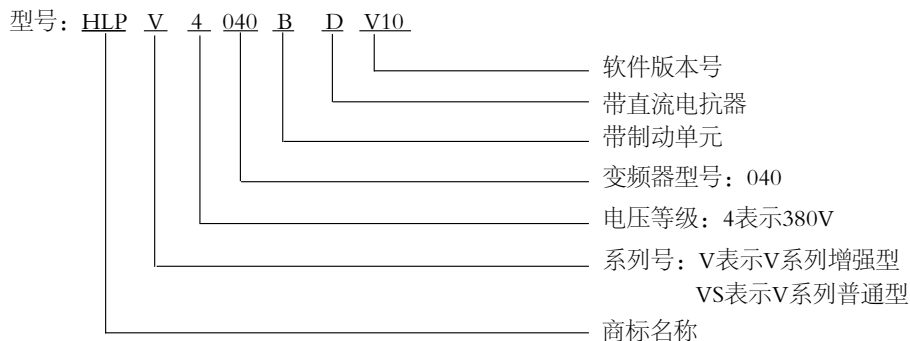 型号：HLP V 4 040 B D V10
软件版本号
带直流电抗器
带制动单元
变频器型号：040
电压等级：4表示380V
系列号：V表示V系列增强型
VS表示V系列普通型
商标名称